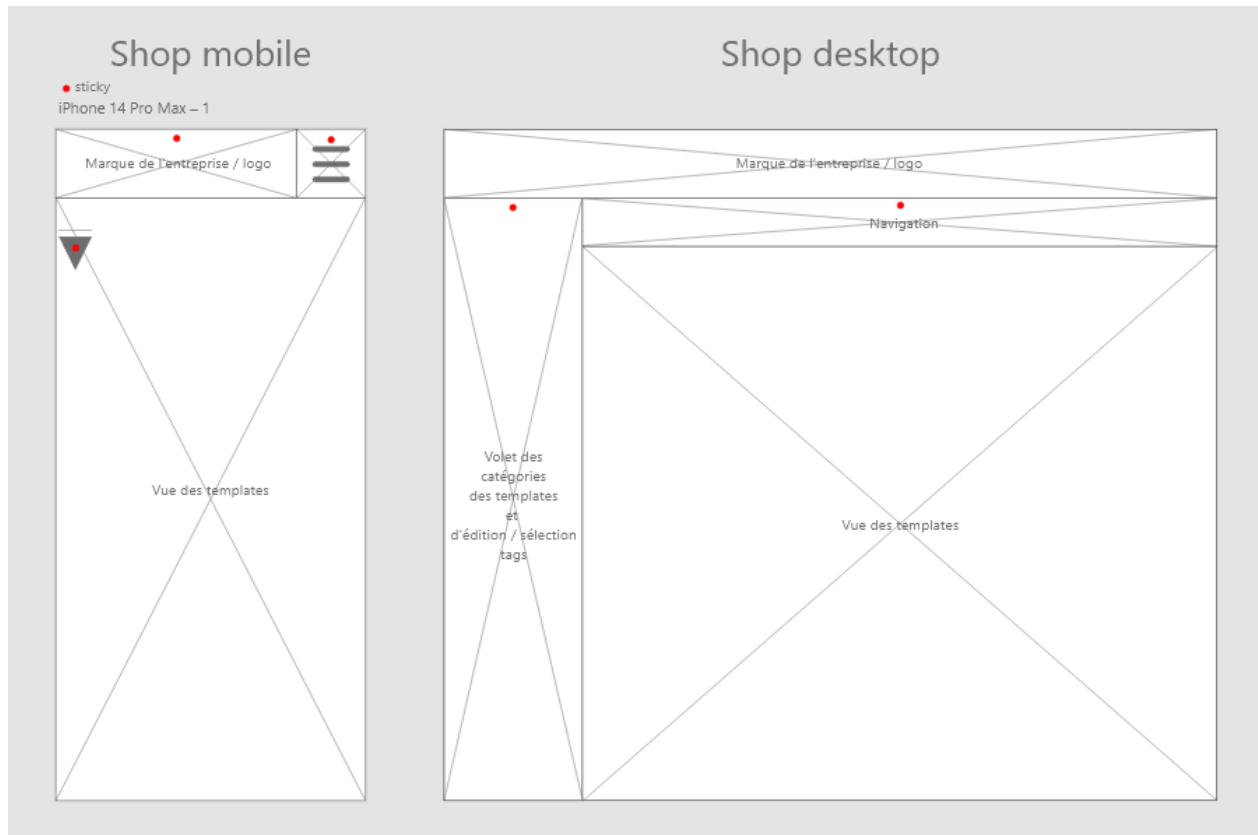 Shop mobile
Shop desktop
sticky
iPhone 14 Pro Max – 1
Marque de l'entreprise / logo
Marque de l'entreprise / logo
Navigation
Vue des templates
Volet des
catégories
des templates
et
d'édition / sélection
tags
Vue des templates